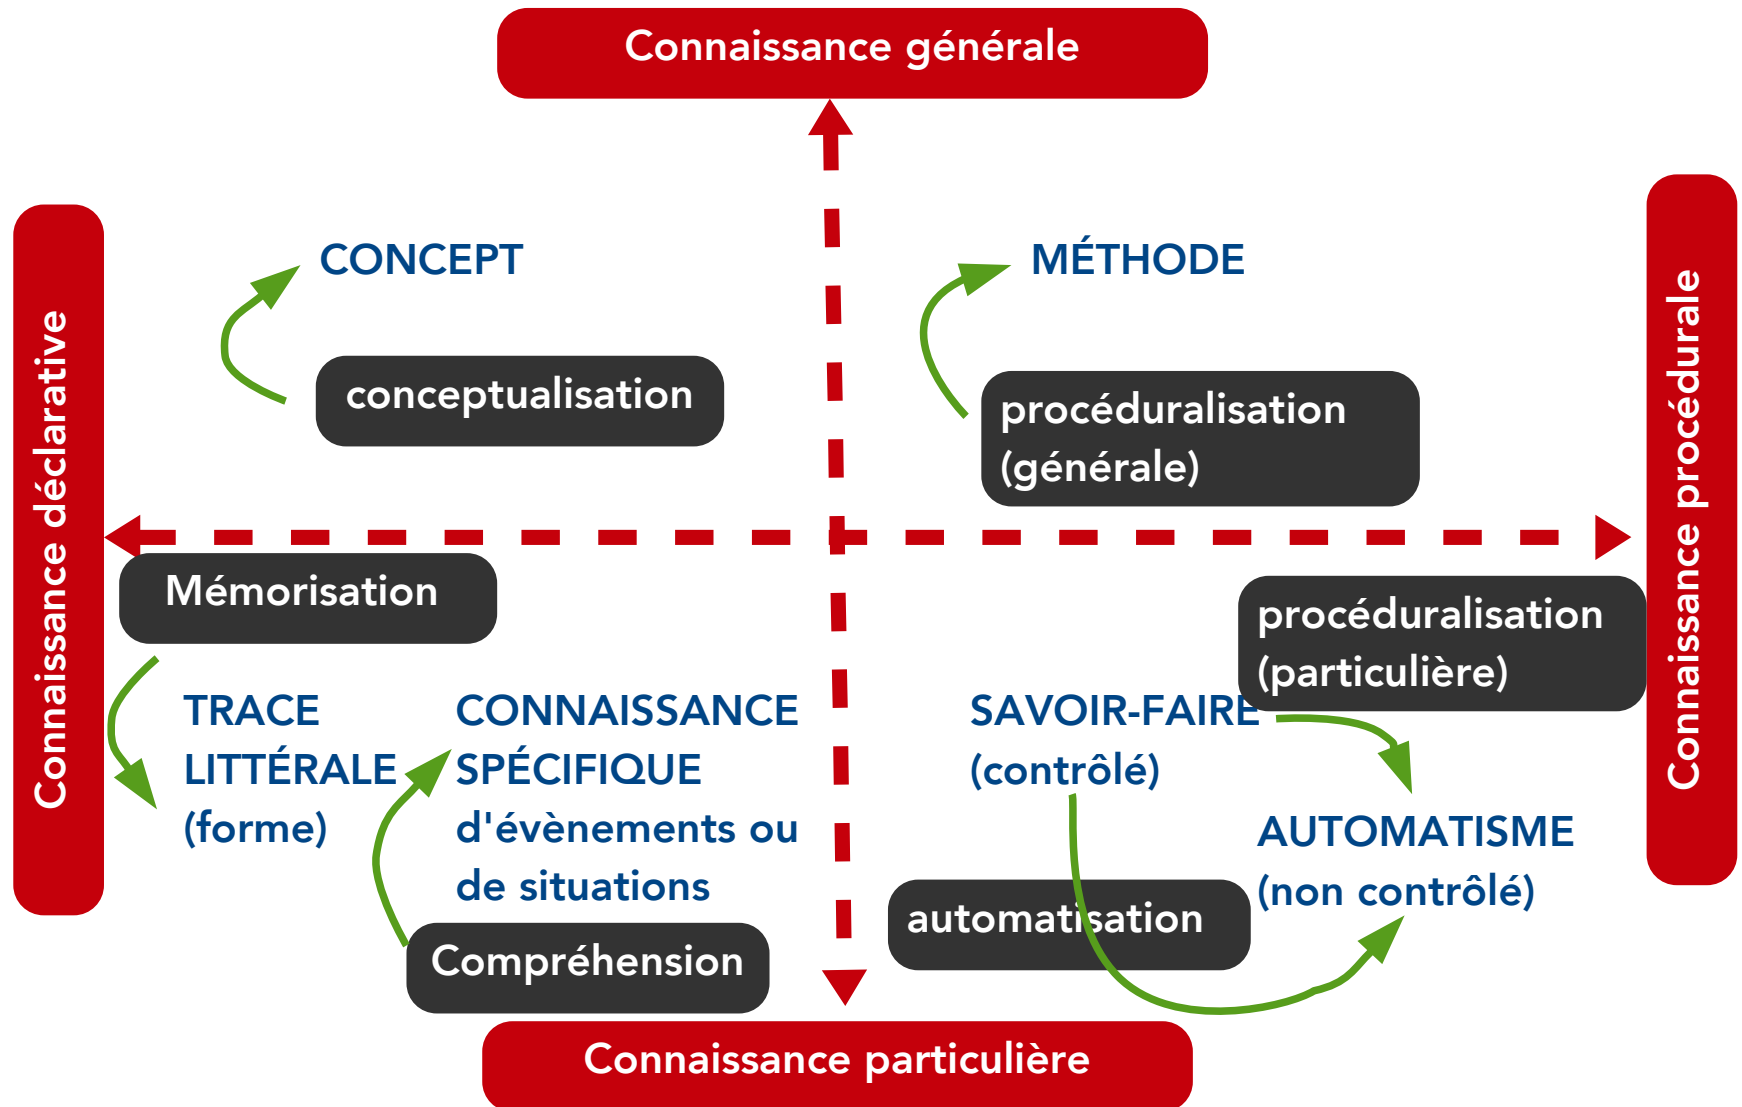 Connaissance générale
Connaissance déclarative
Connaissance procédurale
CONCEPT
MÉTHODE
conceptualisation
procéduralisation
(générale)
Mémorisation
procéduralisation
(particulière)
TRACE
LITTÉRALE
(forme)
CONNAISSANCE
SPÉCIFIQUE
d'évènements ou
de situations
SAVOIR-FAIRE
(contrôlé)
AUTOMATISME
(non contrôlé)
automatisation
Compréhension
Connaissance particulière